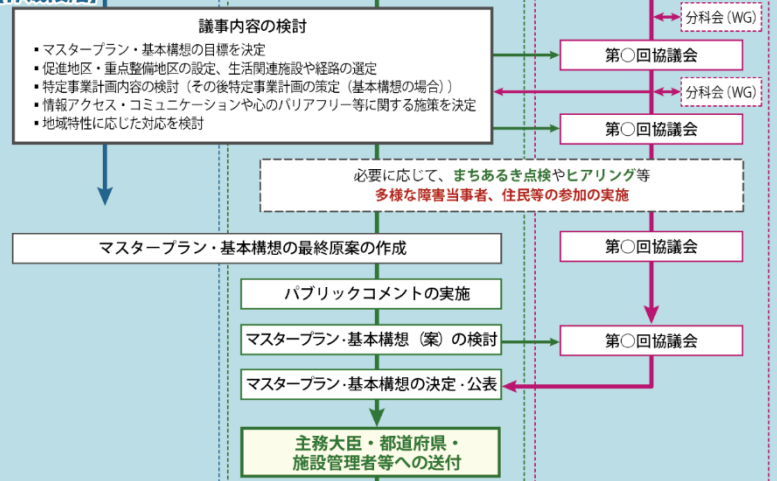 議事内容の検討
▪マスタープラン・基本構想の目標を決定
▪促進地区・重点整備地区の設定、生活関連施設や経路の選定
▪特定事業計画内容の検討（その後特定事業計画の策定（基本構想の場合））
▪情報アクセス・コミュニケーションや心のバリアフリー等に関する施策を決定
▪地域特性に応じた対応を検討
分科会（WG）
第〇回協議会
分科会（WG）
第〇回協議会
必要に応じて、まちあるき点検やヒアリング等
多様な障害当事者、住民等の参加の実施
マスタープラン・基本構想の最終原案の作成
第〇回協議会
パブリックコメントの実施
マスタープラン・基本構想（案）の検討
第〇回協議会
マスタープラン・基本構想の決定・公表
主務大臣・都道府県・
施設管理者等への送付